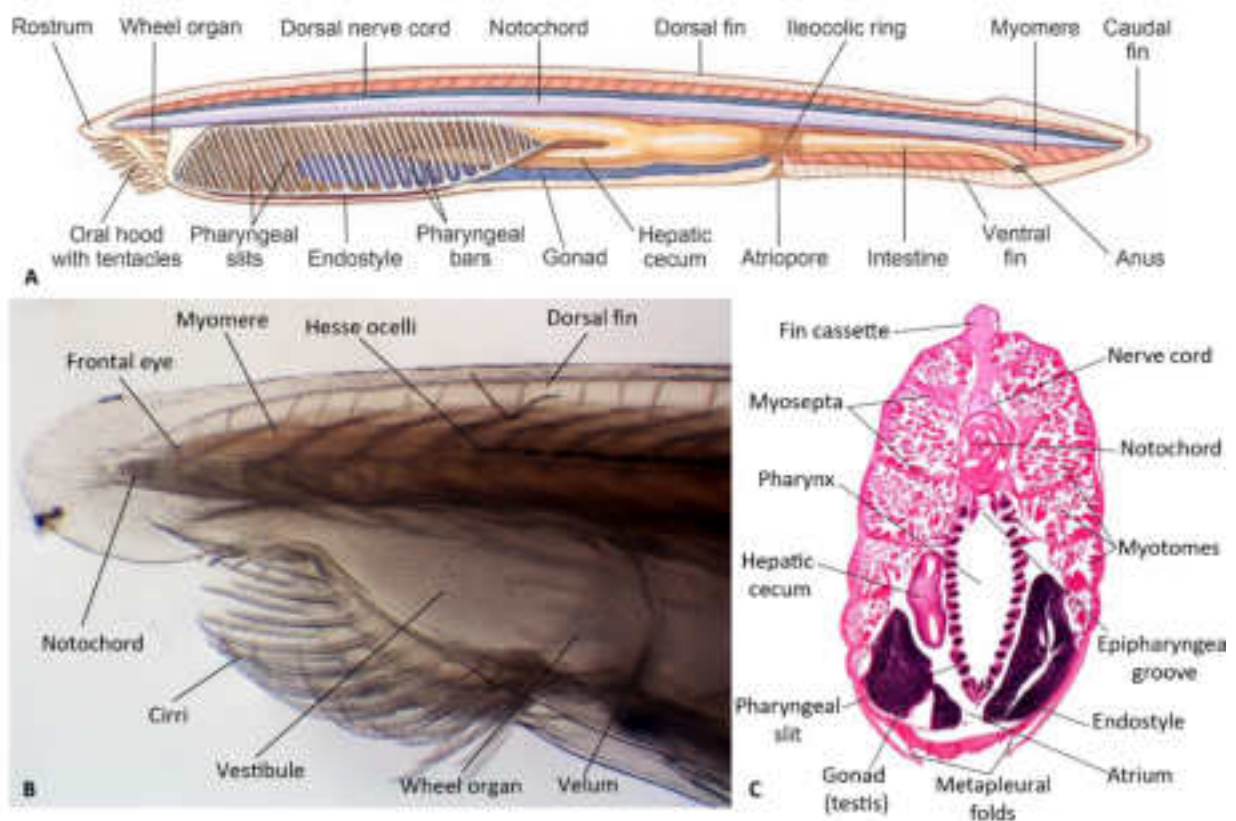 Rostrum
Wheel organ
Dorsal nerve cord
Notochord
Dorsal fin
Ileocolic ring
Myomere
Caudal
fin
Oral hood
with tentacles
Pharyngeal
slits
Endostyle
Pharyngeal
bars
Gonad
Hepatic
cecum
Atriopore
Intestine
Ventral
fin
Anus
A
Myomere
Hesse ocelli
Dorsal fin
Frontal eye
Notochord
Cirri
Vestibule
Wheel organ
Velum
B
Fin cassette
Nerve cord
Myosepta
Notochord
Pharynx
Myotomes
Hepatic
cecum
Epipharyngea
groove
Pharyngeal
slit
Endostyle
Gonad
(testis)
Metapleural
folds
Atrium
C